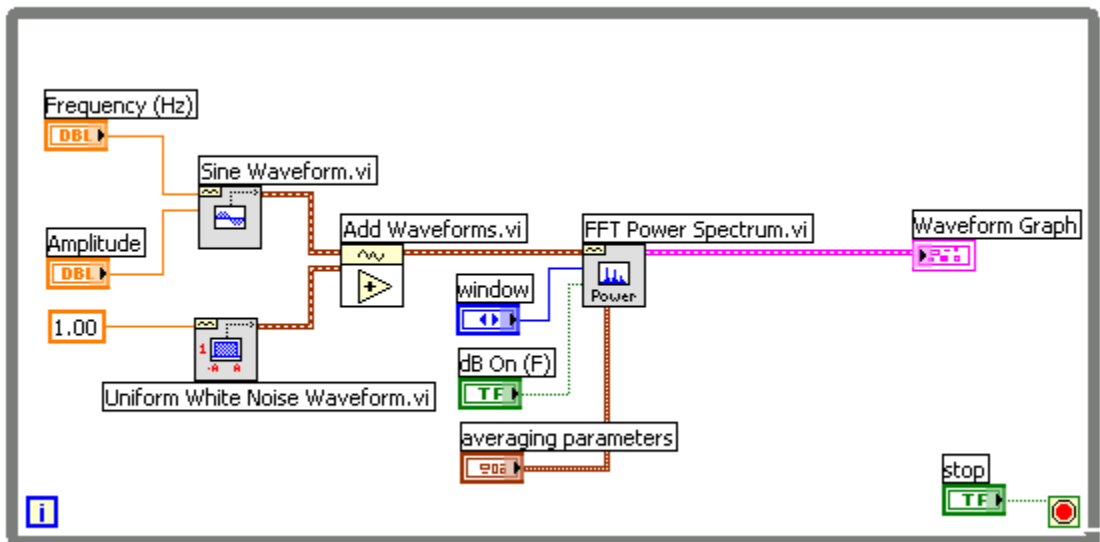 Frequency (Hz)
DBL
Sine Waveform.vi
Amplitude
DBL
Add Waveforms.vi
FFT Power Spectrum.vi
Waveform Graph
Power
window
1.00
1
-A A
Uniform White Noise Waveform.vi
dB On (F)
TF
averaging parameters
stop
TF
i